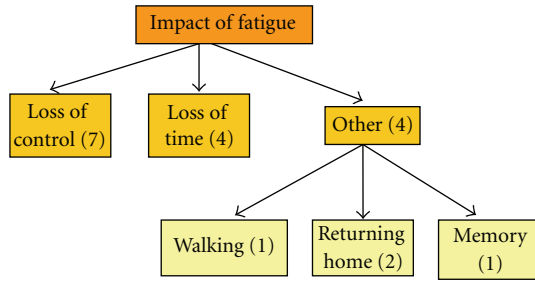 Impact of fatigue
Loss of
control (7)
Loss of
time (4)
Other (4)
Walking (1)
Returning
home (2)
Memory
(1)